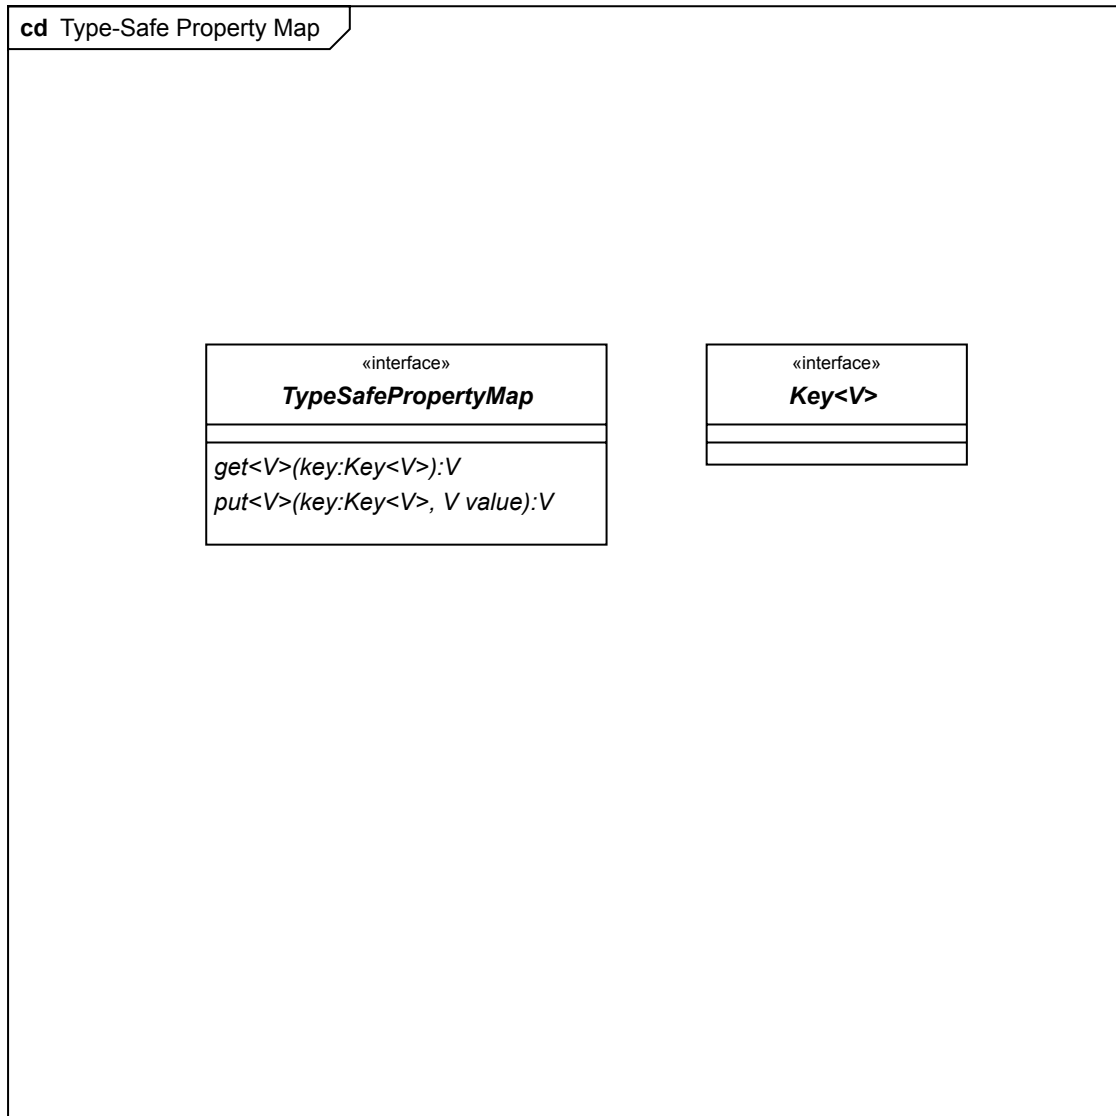 cd Type-Safe Property Map
«interface»
TypeSafePropertyMap
get<V>(key:Key<V>):V
put<V>(key:Key<V>, V value):V
«interface»
Key<V>